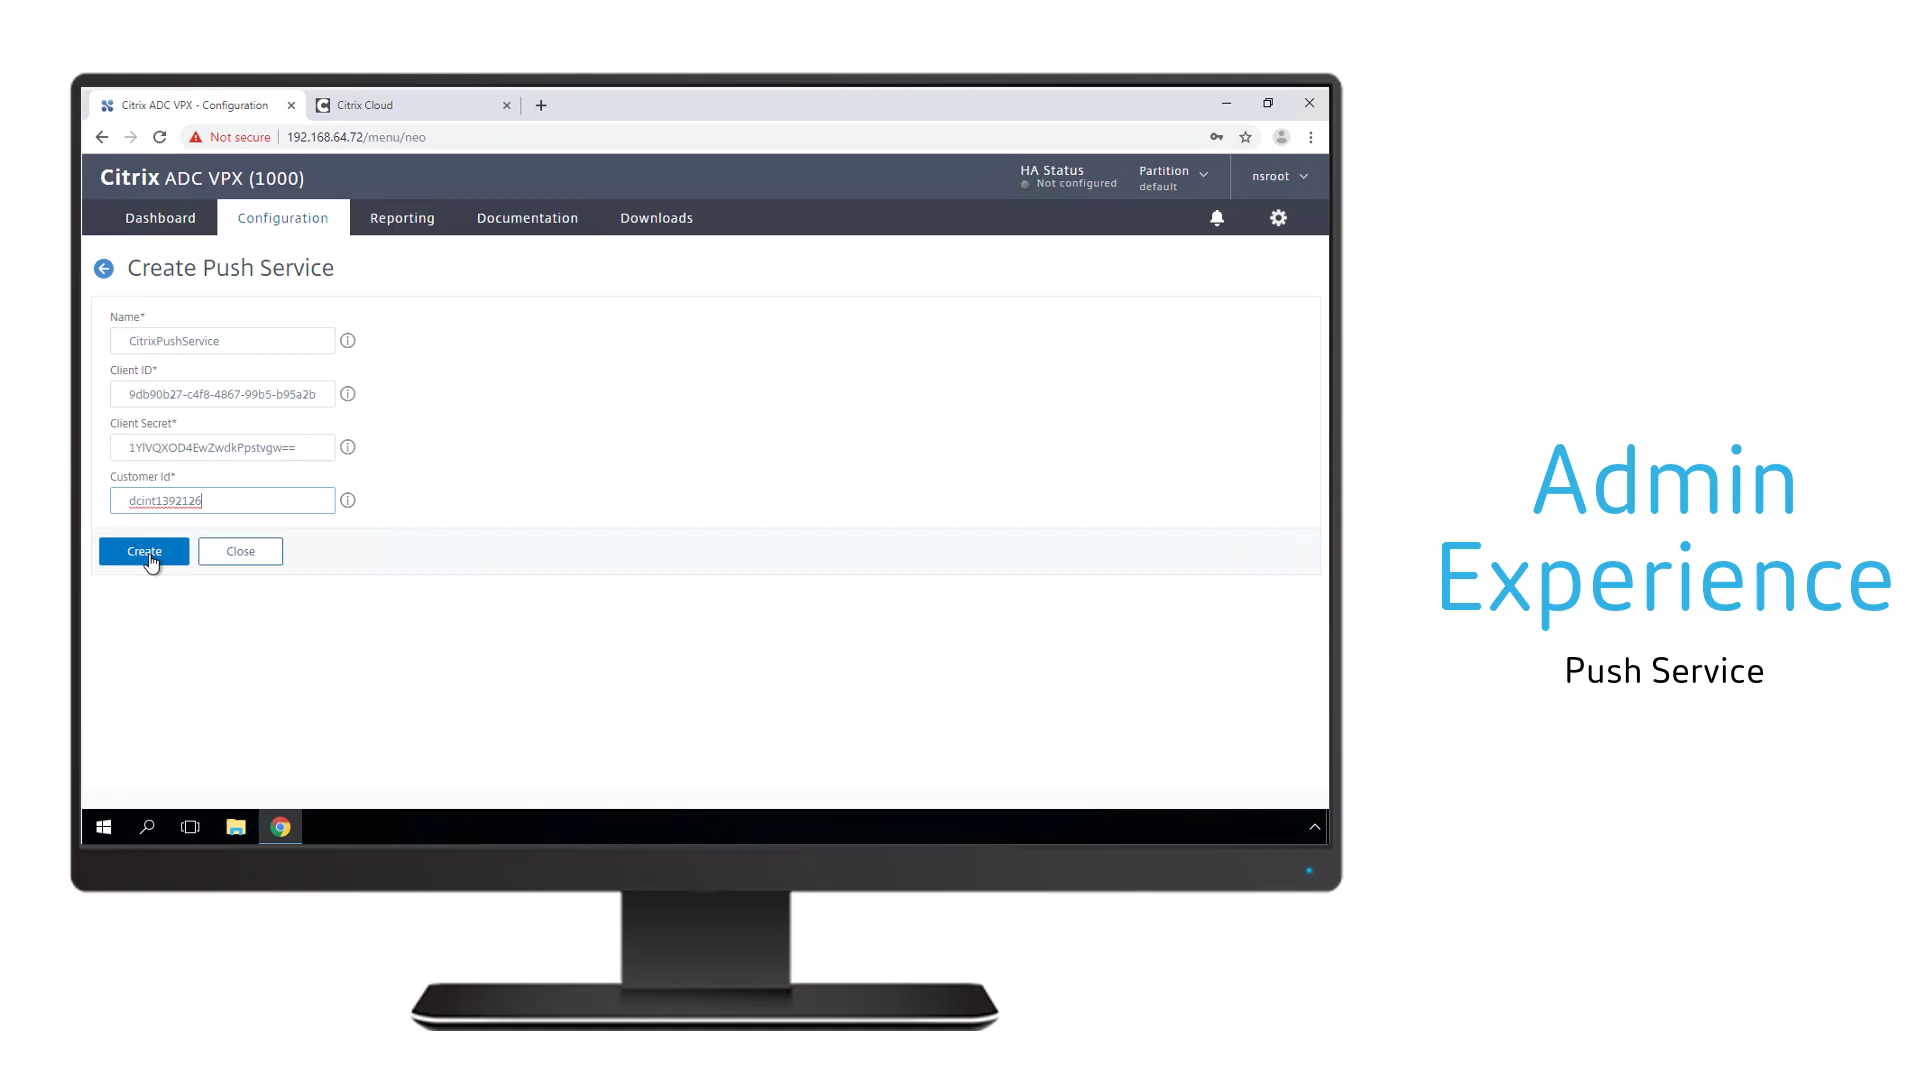 Citrix ADC VPX - Configuration
Citrix Cloud
Not secure
192.168.64.72/menu/neo
Citrix ADC VPX (1000)
HA Status
Not configured
Partition
default
nsroot
Dashboard
Configuration
Reporting
Documentation
Downloads
Create Push Service
Name*
CitrixPushService
Client ID*
9db90b27-c4f8-4867-99b5-b95a2b
Client Secret*
1YlVQXOD4EwZwdkPpstvgw==
Customer Id*
dcint1392126
Create
Close
Admin
Experience
Push Service